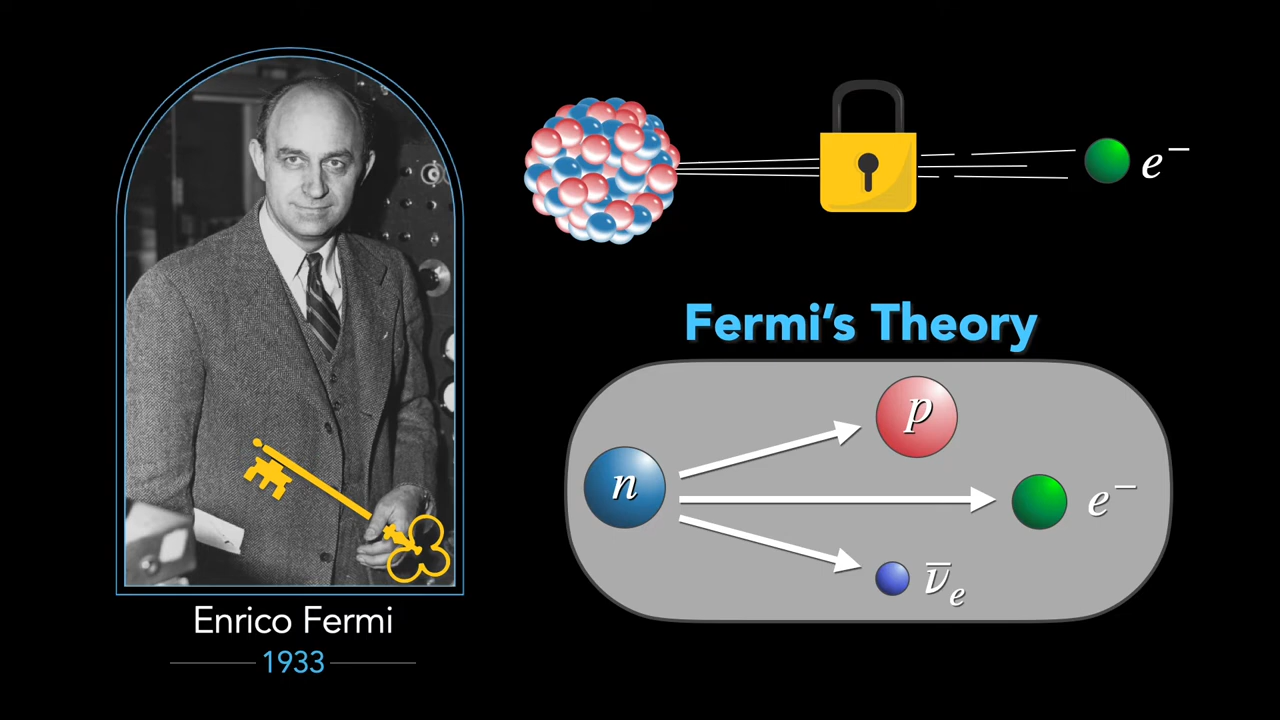 Enrico Fermi
1933
e⁻
Fermi's Theory
p
n
e⁻
ν̅ₑ